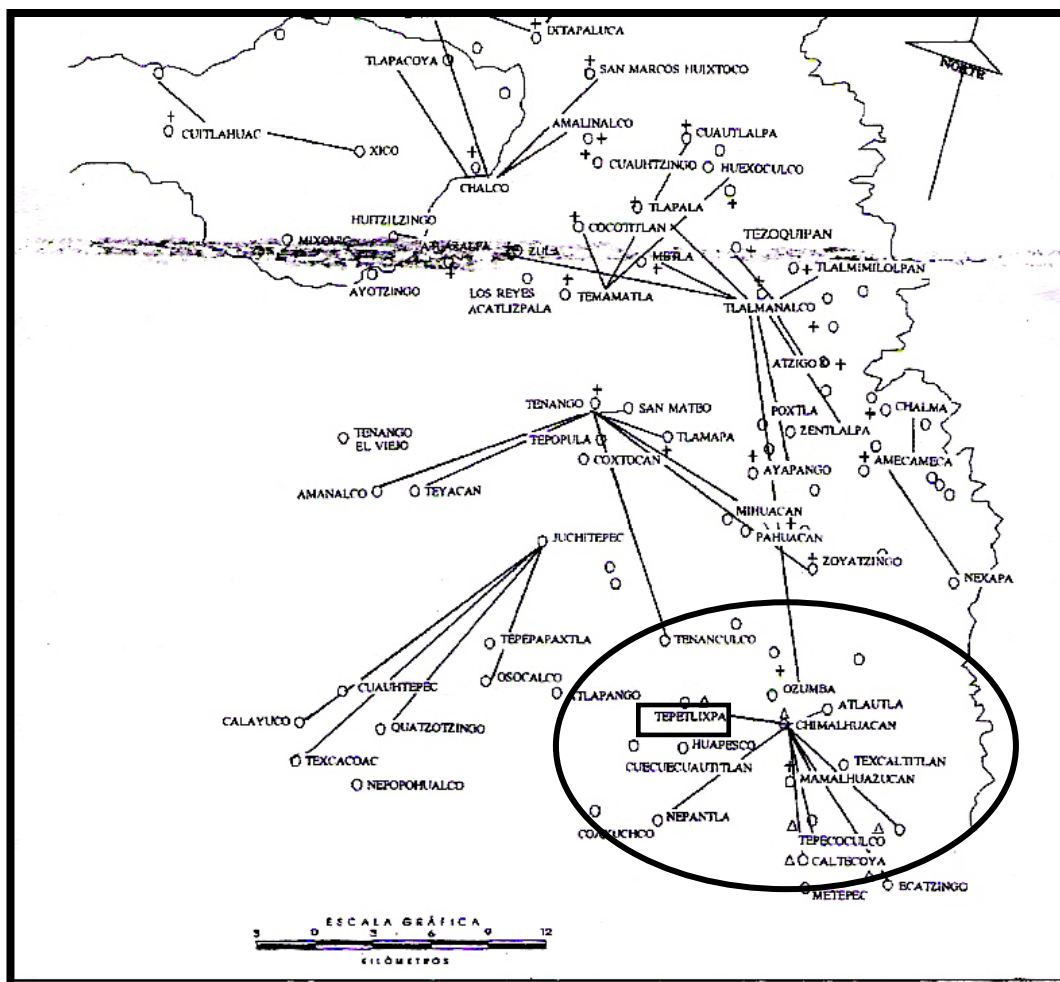 IXTAPALUCA
TLAPACOYA
SAN MARCOS HUIXTOCO
NORTE
CUITLAHUAC
AMALINALCO
CUAUTLALPA
XICO
CUAUHTZINGO
HUEXOCULCO
CHALCO
TLAPALA
HUITZILZINGO
COCOTITLAN
MIXQUIC
ZULA
METLA
TEZOQUIPAN
TLALMIMILOLPAN
AYOTZINGO
LOS REYES
ACATLIZPALA
TEMAMATLA
TLALMANALCO
ATZIGO
TENANGO
SAN MATEO
POXTLA
CHALMA
TENANGO
EL VIEJO
TEPOPULA
TLAMAPA
ZENTLALPA
COXTOCAN
AYAPANGO
AMECAMECA
AMANALCO
TEYACAN
MIHUACAN
PAHUACAN
JUCHITEPEC
ZOYATZINGO
NEXAPA
TEPEPAPAXTLA
TENANCULCO
CUAUHTEPEC
OSOCALCO
ATLAPANGO
OZUMBA
ATLAUTLA
CALAYUCO
QUATZOTZINGO
TEPETLIXPA
CHIMALHUACAN
HUAPESCO
TEXCACOAC
CUECUECUAUTITLAN
TEXCALTITLAN
NEPOPOHUALCO
MAMALHUAZUCAN
NEPANTLA
TEPECOCULCO
CALTECOYA
METEPEC
ECATZINGO
ESCALA GRÁFICA
3 0 3 6 9 12
KILÓMETROS